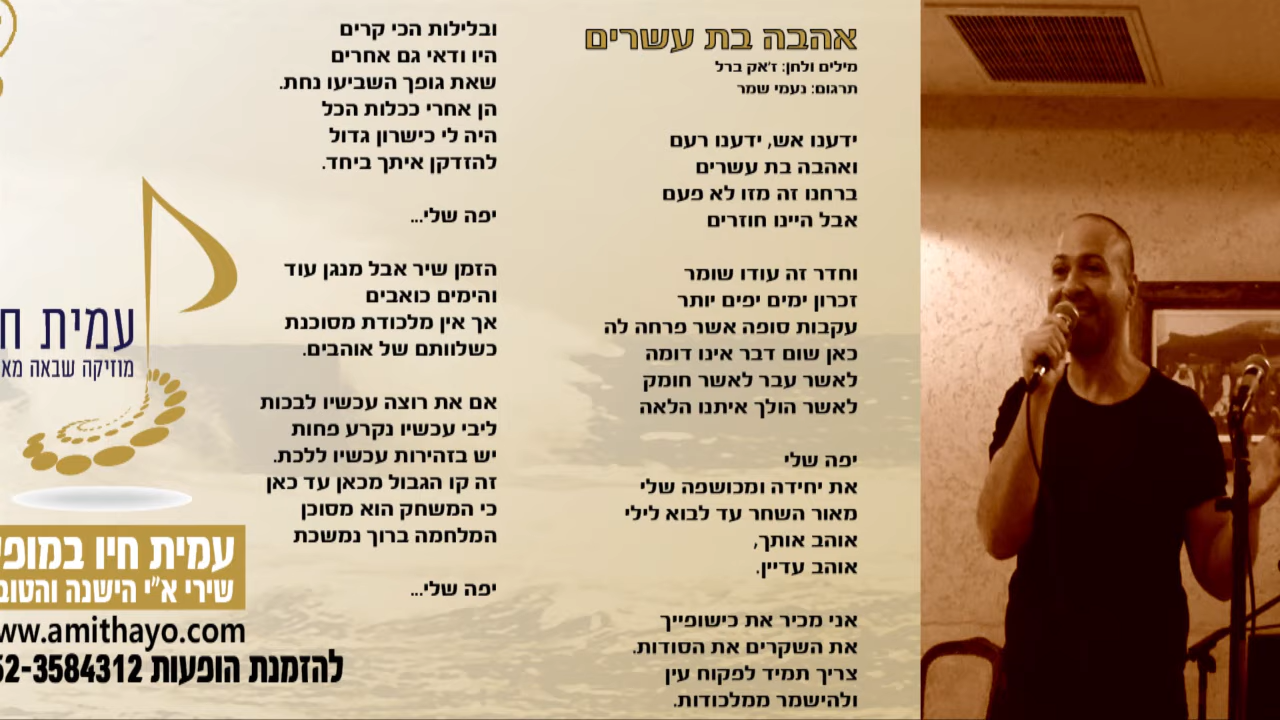 אהבה בת עשרים
מילים ולחן: ז'אק ברל
תרגום: נעמי שמר
ידענו אש, ידענו רעם
ואהבה בת עשרים
ברחנו זה מזו לא פעם
אבל היינו חוזרים
וחדר זה עודו שומר
זכרון ימים יפים יותר
עקבות סופה אשר פרחה לה
כאן שום דבר אינו דומה
לאשר עבר לאשר חומק
לאשר הולך איתנו הלאה
יפה שלי
את יחידה ומכושפה שלי
מאור השחר עד לבוא לילי
אוהב אותך,
אוהב עדיין.
אני מכיר את כישופייך
את השקרים את הסודות.
צריך תמיד לפקוח עין
ולהישמר ממלכודות.
ובלילות הכי קרים
היו ודאי גם אחרים
שאת גופך השביעו נחת.
הן אחרי ככלות הכל
היה לי כישרון גדול
להזדקן איתך ביחד.
יפה שלי...
הזמן שיר אבל מנגן עוד
והימים כואבים
אך אין מלכודת מסוכנת
כשלוותם של אוהבים.
אם את רוצה עכשיו לבכות
ליבי עכשיו נקרע פחות
יש בזהירות עכשיו ללכת.
זה קו הגבול מכאן עד כאן
כי המשחק הוא מסוכן
המלחמה ברוך נמשכת
יפה שלי...
עמית ח
מוזיקה שבאה מא
עמית חיו במופע
שירי א"י הישנה והטוב
ww.amithayo.com
להזמנת הופעות 52-3584312